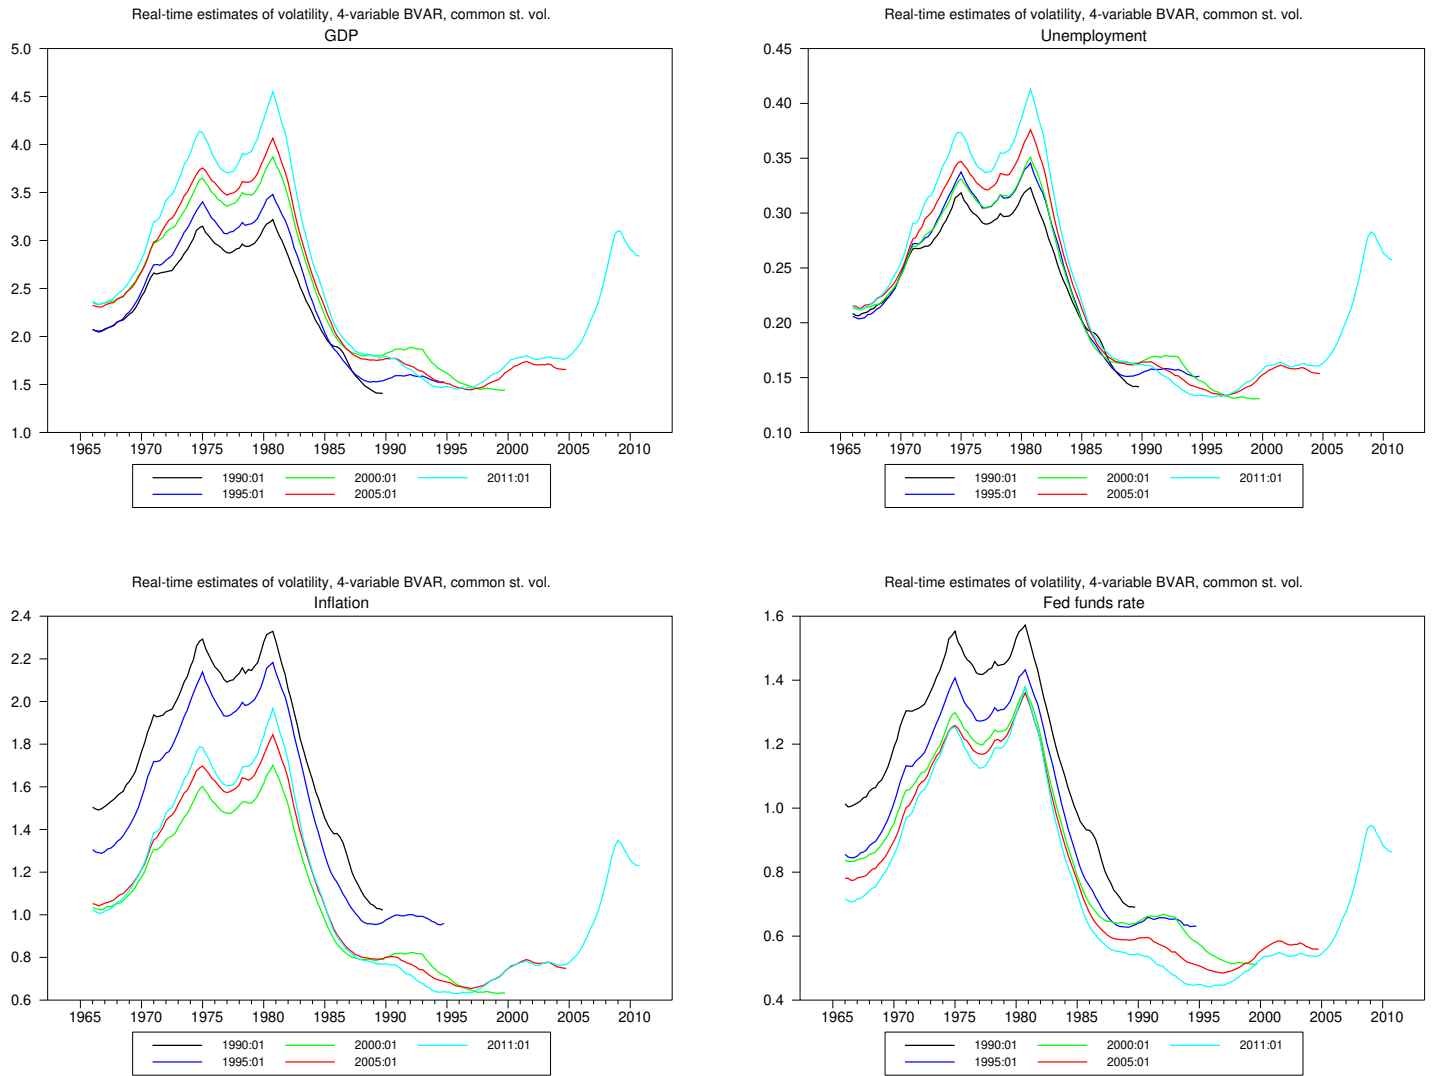 Real-time estimates of volatility, 4-variable BVAR, common st. vol.
GDP
5.0
4.5
4.0
3.5
3.0
2.5
2.0
1.5
1.0
1965 1970 1975 1980 1985 1990 1995 2000 2005 2010
1990:01 2000:01 2011:01
1995:01 2005:01
Real-time estimates of volatility, 4-variable BVAR, common st. vol.
Unemployment
0.45
0.40
0.35
0.30
0.25
0.20
0.15
0.10
1965 1970 1975 1980 1985 1990 1995 2000 2005 2010
1990:01 2000:01 2011:01
1995:01 2005:01
Real-time estimates of volatility, 4-variable BVAR, common st. vol.
Inflation
2.4
2.2
2.0
1.8
1.6
1.4
1.2
1.0
0.8
0.6
1965 1970 1975 1980 1985 1990 1995 2000 2005 2010
1990:01 2000:01 2011:01
1995:01 2005:01
Real-time estimates of volatility, 4-variable BVAR, common st. vol.
Fed funds rate
1.6
1.4
1.2
1.0
0.8
0.6
0.4
1965 1970 1975 1980 1985 1990 1995 2000 2005 2010
1990:01 2000:01 2011:01
1995:01 2005:01